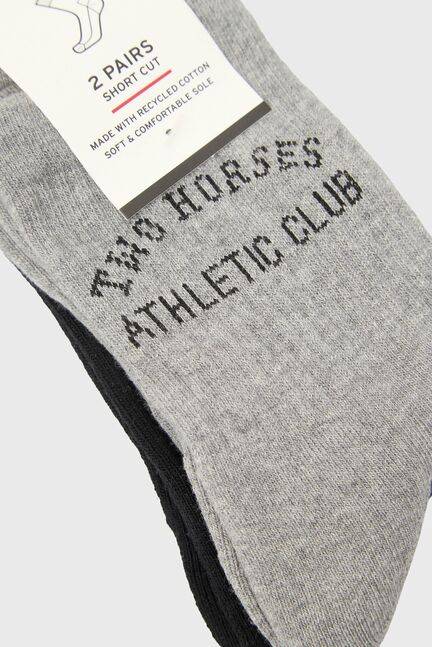 2 PAIRS
SHORT CUT
MADE WITH RECYCLED COTTON
SOFT & COMFORTABLE SOLE
TWO HORSES
ATHLETIC CLUB